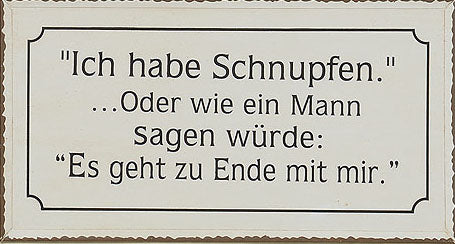 "Ich habe Schnupfen."
...Oder wie ein Mann
sagen würde:
“Es geht zu Ende mit mir.”